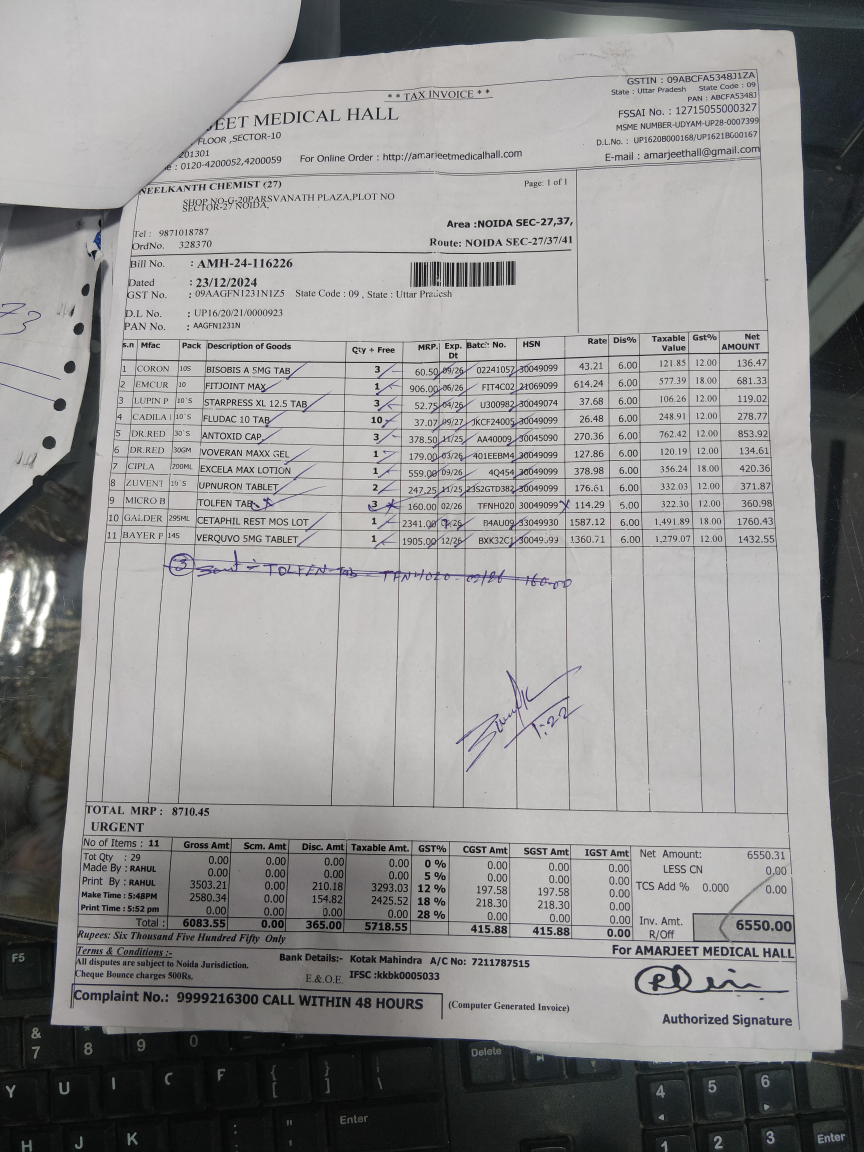 * * TAX INVOICE * *
GSTIN : 09ABCFA5348J1ZA
State : Uttar Pradesh State Code : 09
PAN : ABCFA5348J
FSSAI No. : 12715055000327
MSME NUMBER-UDYAM-UP28-0007399
D.L.No. : UP1620B000168/UP1621B000167
E-mail : amarjeethall@gmail.com
RJEET MEDICAL HALL
FLOOR ,SECTOR-10
201301
e : 0120-4200052,4200059 For Online Order : http://amarjeetmedicalhall.com
NEELKANTH CHEMIST (27) Page: 1 of 1
SHOP NO-G-20PARSVANATH PLAZA,PLOT NO
SECTOR-27 NOIDA,
Tel : 9871018787 Area :NOIDA SEC-27,37,
OrdNo. 328370 Route: NOIDA SEC-27/37/41
Bill No. : AMH-24-116226
Dated : 23/12/2024
GST No. : 09AAGFN1231N1Z5 State Code : 09 , State : Uttar Pradesh
D.L No. : UP16/20/21/0000923
PAN No. : AAGFN1231N
s.n Mfac Pack Description of Goods Qty + Free MRP Exp. Dt Batch No. HSN Rate Dis% Taxable Value Gst% Net AMOUNT
1 CORON 10S BISOBIS A 5MG TAB 3 60.50 09/26 02241057 30049099 43.21 6.00 121.85 12.00 136.47
2 EMCUR 10 FITJOINT MAX 1 906.00 06/26 FIT4C02 21069099 614.24 6.00 577.39 18.00 681.33
3 LUPIN P 10`S STARPRESS XL 12.5 TAB 3 52.75 04/26 U300982 30049074 37.68 6.00 106.26 12.00 119.02
4 CADILA 10`S FLUDAC 10 TAB 10 37.07 09/27 JKCF24005 30049099 26.48 6.00 248.91 12.00 278.77
5 DR.RED 30`S ANTOXID CAP 3 378.50 11/25 AA40009 30045090 270.36 6.00 762.42 12.00 853.92
6 DR.RED 30GM VOVERAN MAXX GEL 1 179.00 03/26 401EEBM4 30049099 127.86 6.00 120.19 12.00 134.61
7 CIPLA 200ML EXCELA MAX LOTION 1 559.00 09/26 4Q454 30049099 378.98 6.00 356.24 18.00 420.36
8 ZUVENT 10`S UPNURON TABLET 2 247.25 11/25 23S2GTD382 30049099 176.61 6.00 332.03 12.00 371.87
9 MICRO B TOLFEN TAB 3 160.00 02/26 TFNH020 30049099 114.29 5.00 322.30 12.00 360.98
10 GALDER 295ML CETAPHIL REST MOS LOT 1 2341.00 /26 B4AU09 33049930 1587.12 6.00 1,491.89 18.00 1760.43
11 BAYER P 14S VERQUVO 5MG TABLET 1 1905.00 12/26 BXK32C1 30049099 1360.71 6.00 1,279.07 12.00 1432.55
3 TOLFEN TAB TFNH020 02/26 160.00
1:22
TOTAL MRP : 8710.45
URGENT
No of Items : 11 Gross Amt Scm. Amt Disc. Amt Taxable Amt. GST% CGST Amt SGST Amt IGST Amt Net Amount: 6550.31
Tot Qty : 29 0.00 0.00 0.00 0.00 0 % 0.00 0.00 0.00 LESS CN 0.00
Made By : RAHUL 0.00 0.00 0.00 0.00 5 % 0.00 0.00 0.00
Print By : RAHUL 3503.21 0.00 210.18 3293.03 12 % 197.58 197.58 0.00 TCS Add % 0.000 0.00
Make Time : 5:48PM 2580.34 0.00 154.82 2425.52 18 % 218.30 218.30 0.00
Print Time : 5:52 pm 0.00 0.00 0.00 0.00 28 % 0.00 0.00 0.00
Total : 6083.55 0.00 365.00 5718.55 415.88 415.88 0.00 Inv. Amt. R/Off 6550.00
Rupees: Six Thousand Five Hundred Fifty Only
For AMARJEET MEDICAL HALL
Terms & Conditions :- Bank Details:- Kotak Mahindra A/C No: 7211787515
All disputes are subject to Noida Jurisdiction.
Cheque Bounce charges 500Rs. E.& O.E. IFSC :kkbk0005033
Complaint No.: 9999216300 CALL WITHIN 48 HOURS (Computer Generated Invoice)
Authorized Signature
F5
& 7 8 9 0
Delete
Y U I C F { [ } ] | \
4 5 6
H J K " Enter
1 2 3 Enter